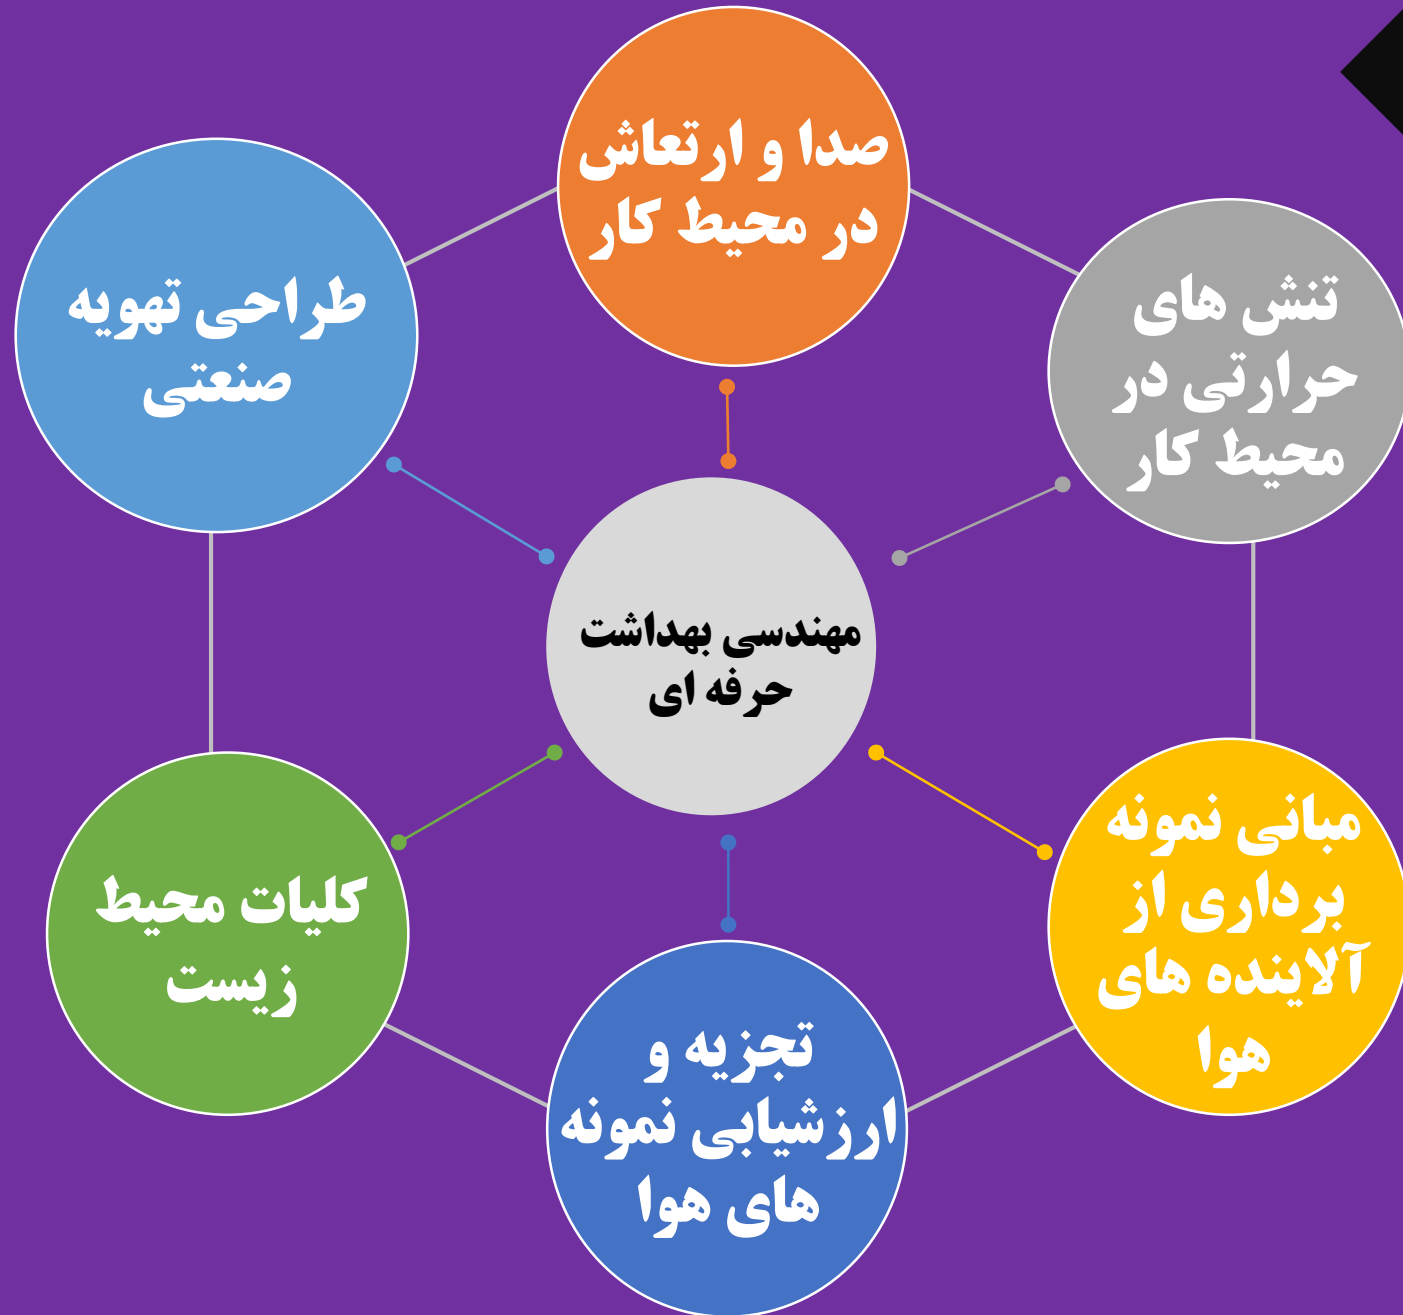 صدا و ارتعاش
در محیط کار
تنش های
حرارتی در
محیط کار
طراحی تهویه
صنعتی
مهندسی بهداشت
حرفه ای
مبانی نمونه
برداری از
آلاینده های
هوا
کلیات محیط
زیست
تجزیه و
ارزشیابی نمونه
های هوا